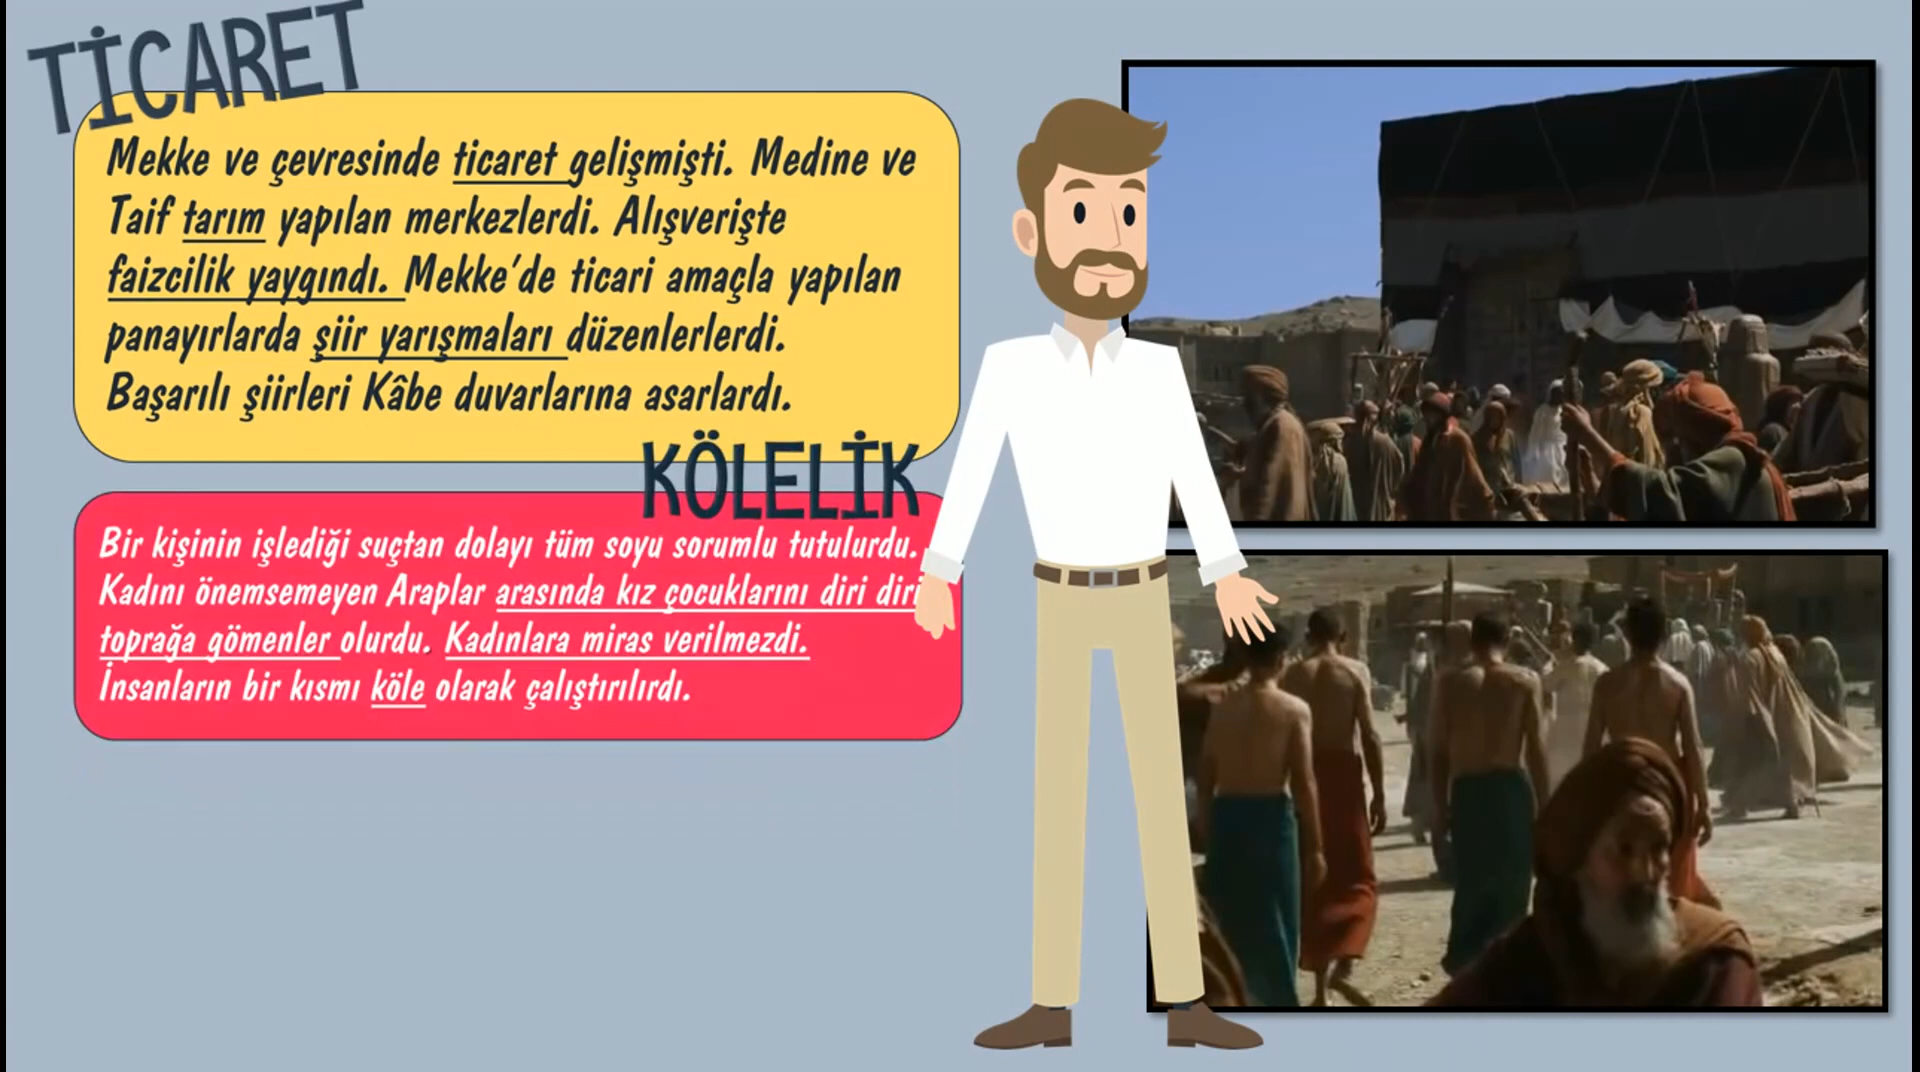 TİCARET
Mekke ve çevresinde ticaret gelişmişti. Medine ve
Taif tarım yapılan merkezlerdi. Alışverişte
faizcilik yaygındı. Mekke'de ticari amaçla yapılan
panayırlarda şiir yarışmaları düzenlerlerdi.
Başarılı şiirleri Kâbe duvarlarına asarlardı.
KÖLELİK
Bir kişinin işlediği suçtan dolayı tüm soyu sorumlu tutulurdu.
Kadını önemsemeyen Araplar arasında kız çocuklarını diri diri
toprağa gömenler olurdu. Kadınlara miras verilmezdi.
İnsanların bir kısmı köle olarak çalıştırılırdı.